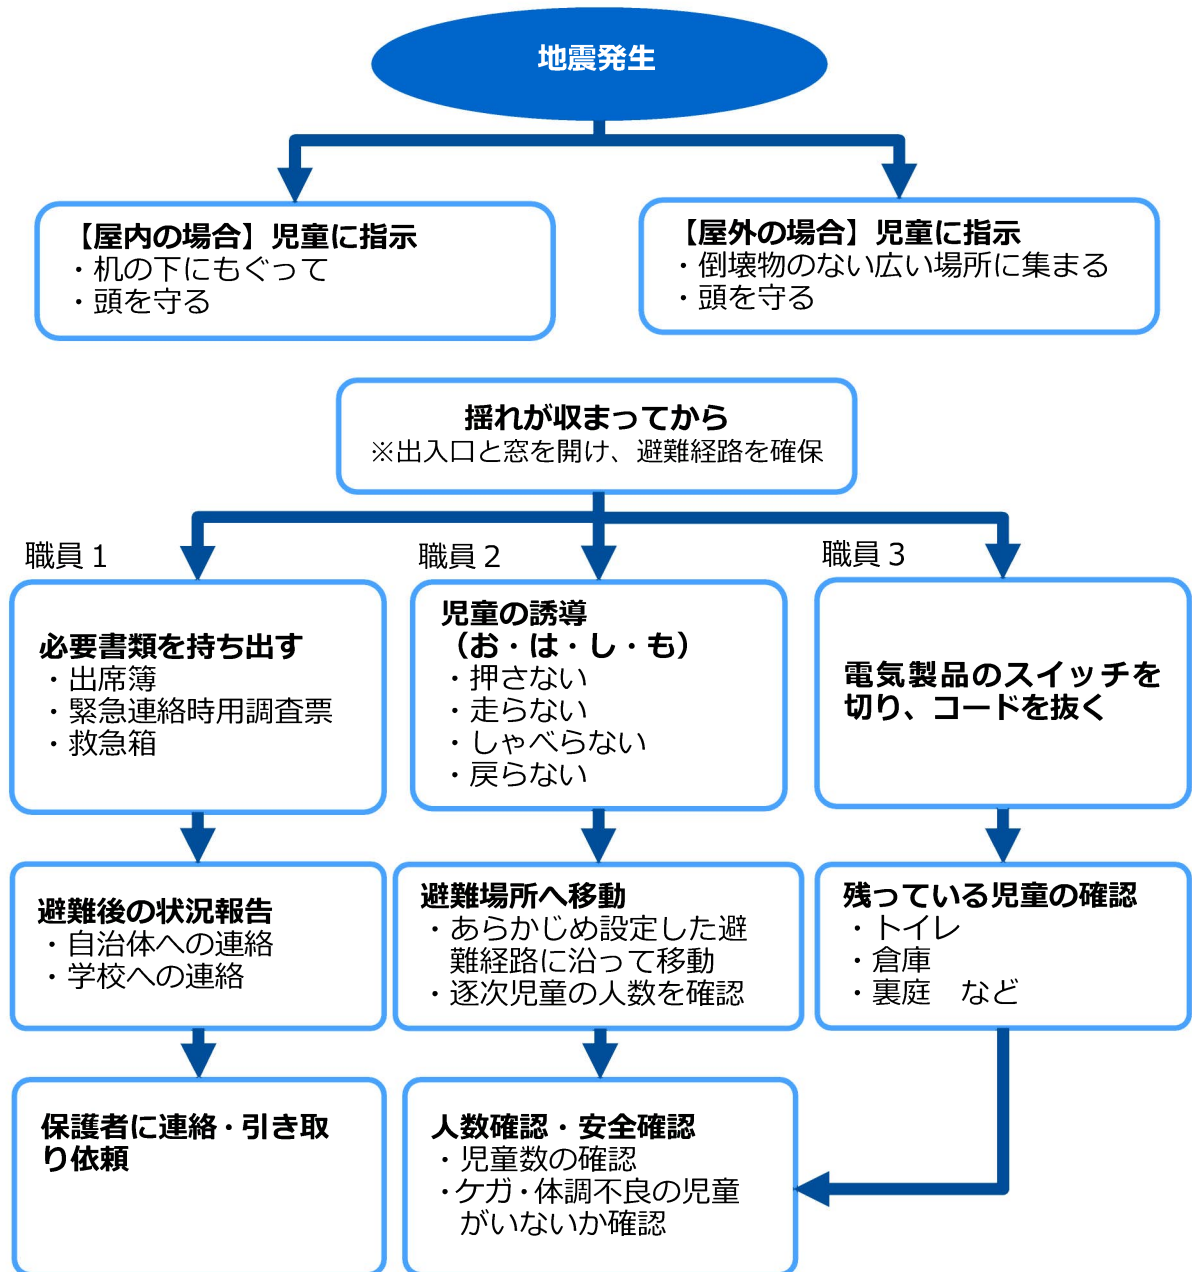 地震発生
【屋内の場合】児童に指示
・机の下にもぐって
・頭を守る
【屋外の場合】児童に指示
・倒壊物のない広い場所に集まる
・頭を守る
揺れが収まってから
※出入口と窓を開け、避難経路を確保
職員１
必要書類を持ち出す
・出席簿
・緊急連絡時用調査票
・救急箱
職員２
児童の誘導
（お・は・し・も）
・押さない
・走らない
・しゃべらない
・戻らない
職員３
電気製品のスイッチを
切り、コードを抜く
避難後の状況報告
・自治体への連絡
・学校への連絡
避難場所へ移動
・あらかじめ設定した避
難経路に沿って移動
・逐次児童の人数を確認
残っている児童の確認
・トイレ
・倉庫
・裏庭　など
保護者に連絡・引き取
り依頼
人数確認・安全確認
・児童数の確認
・ケガ・体調不良の児童
がいないか確認